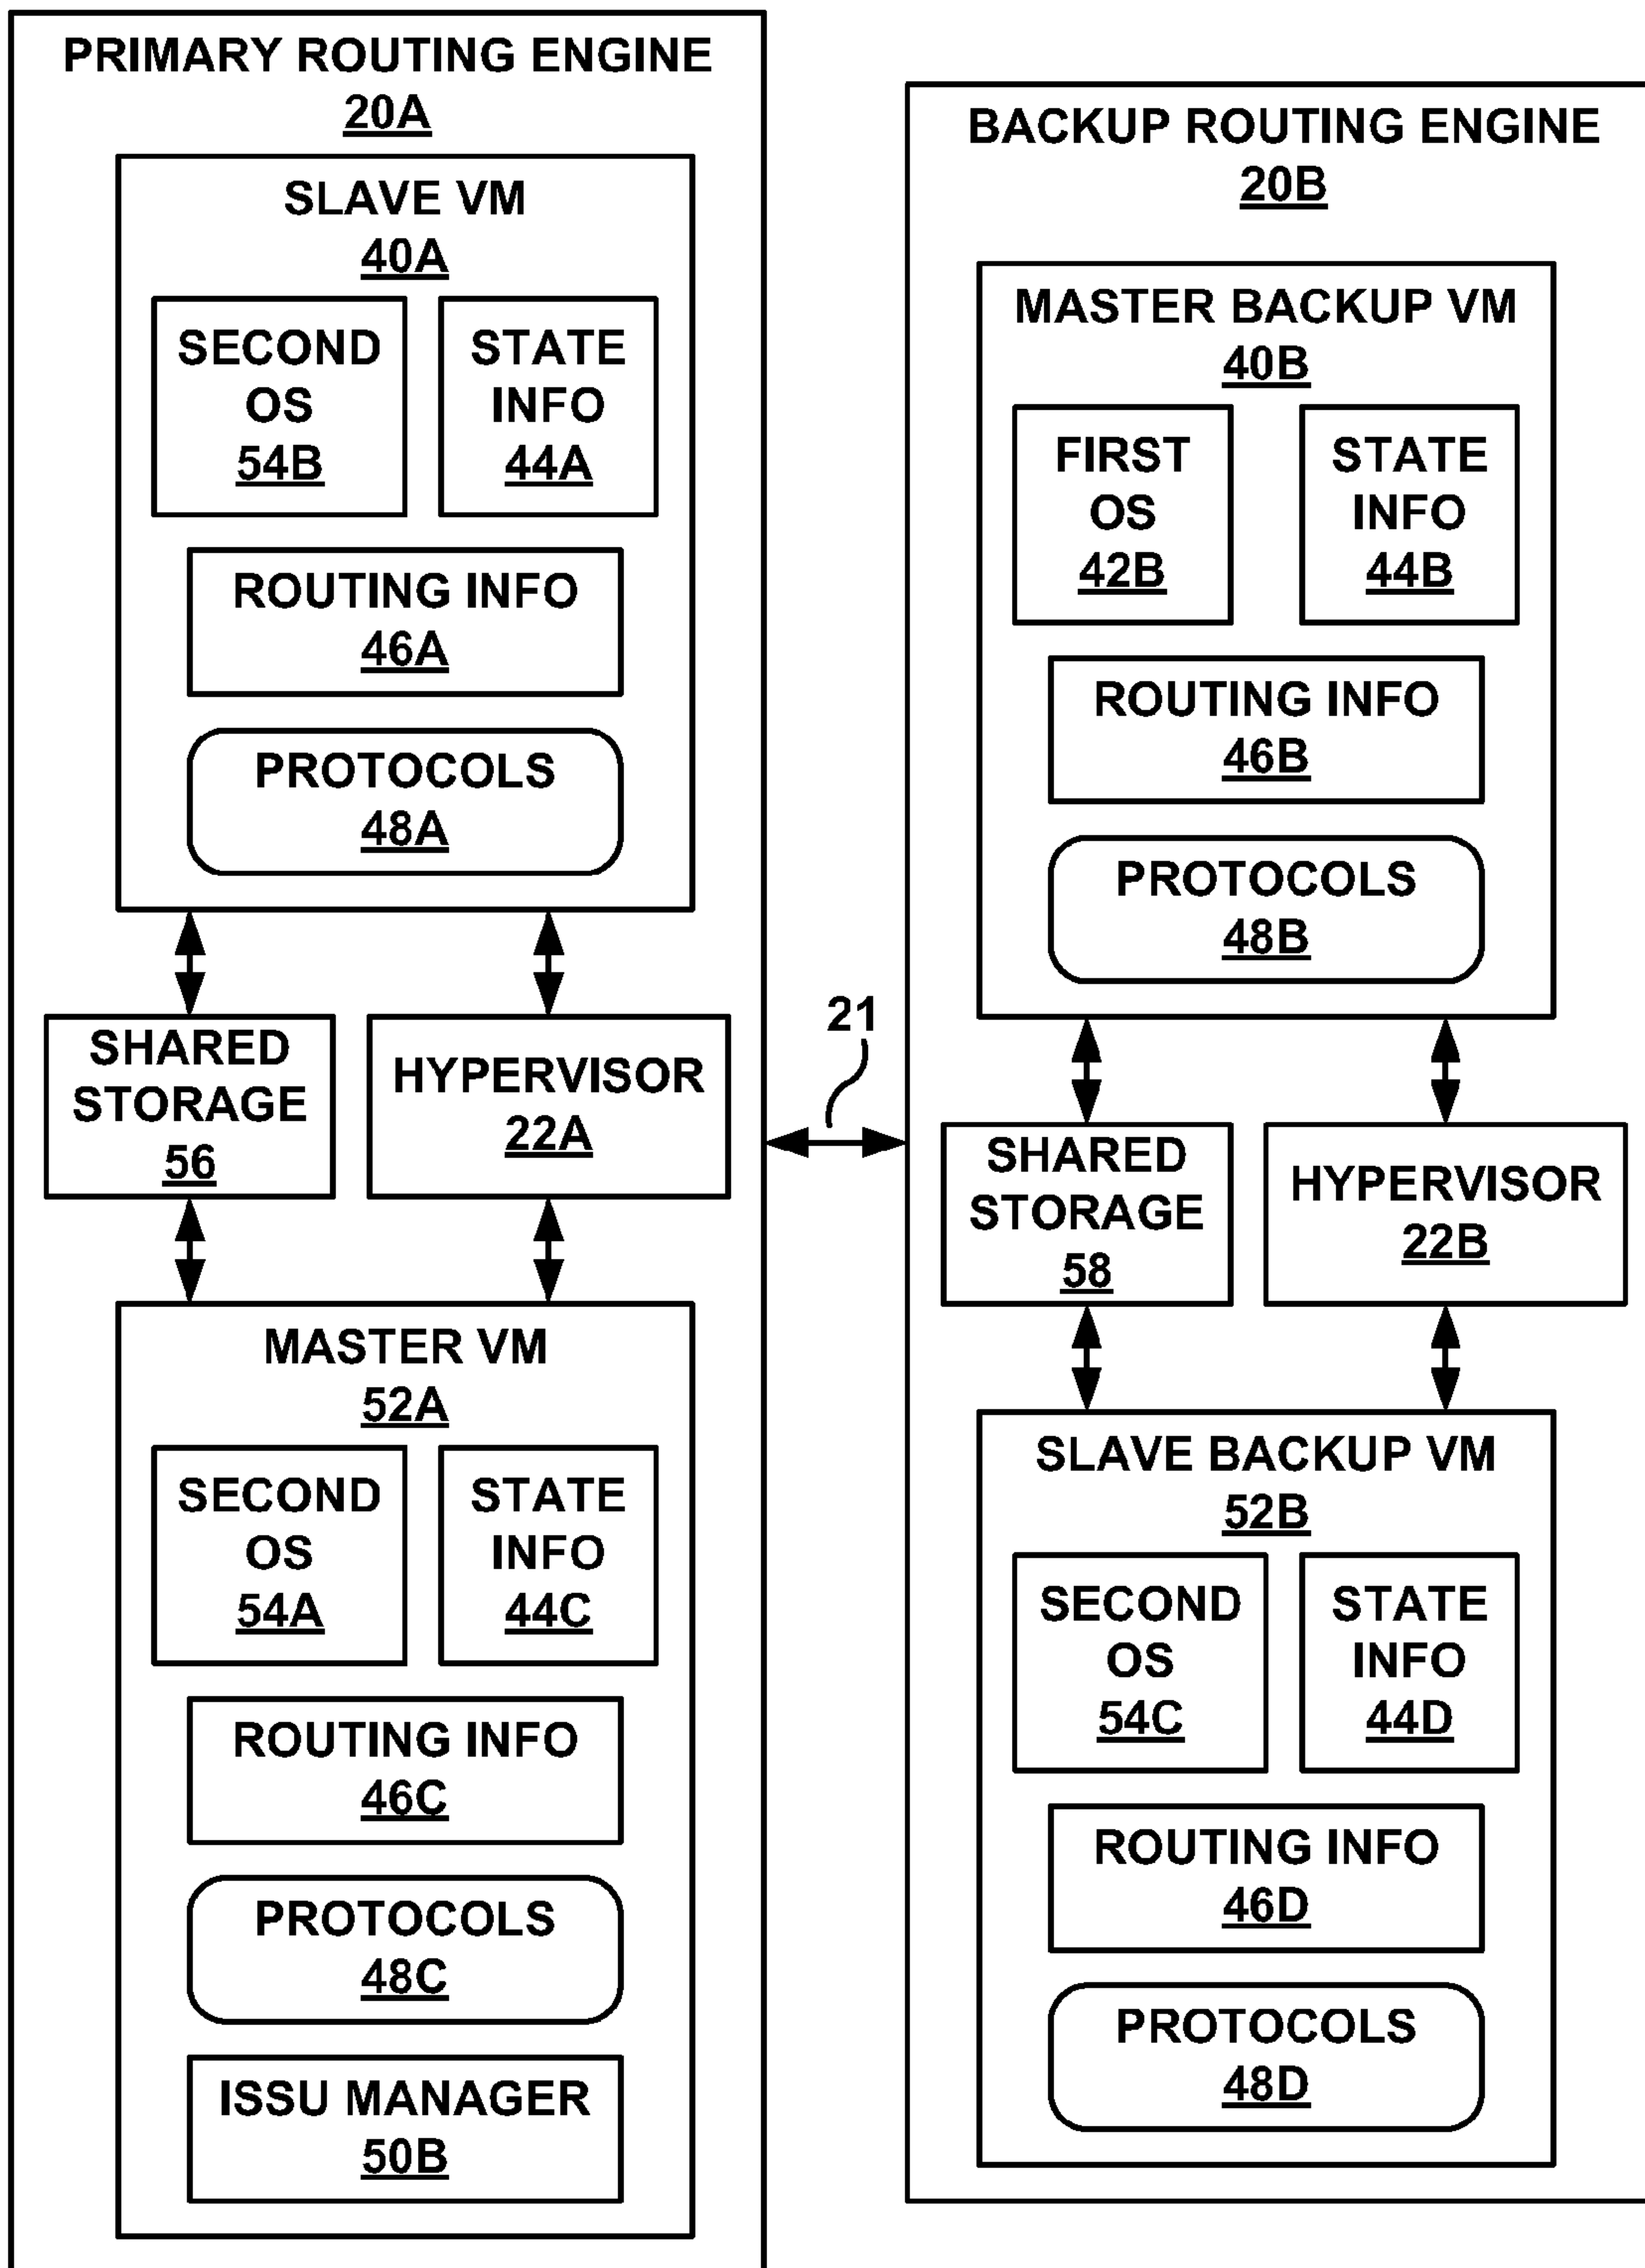 PRIMARY ROUTING ENGINE
20A
SLAVE VM
40A
SECOND
OS
54B
STATE
INFO
44A
ROUTING INFO
46A
PROTOCOLS
48A
SHARED
STORAGE
56
HYPERVISOR
22A
MASTER VM
52A
SECOND
OS
54A
STATE
INFO
44C
ROUTING INFO
46C
PROTOCOLS
48C
ISSU MANAGER
50B
21
BACKUP ROUTING ENGINE
20B
MASTER BACKUP VM
40B
FIRST
OS
42B
STATE
INFO
44B
ROUTING INFO
46B
PROTOCOLS
48B
SHARED
STORAGE
58
HYPERVISOR
22B
SLAVE BACKUP VM
52B
SECOND
OS
54C
STATE
INFO
44D
ROUTING INFO
46D
PROTOCOLS
48D